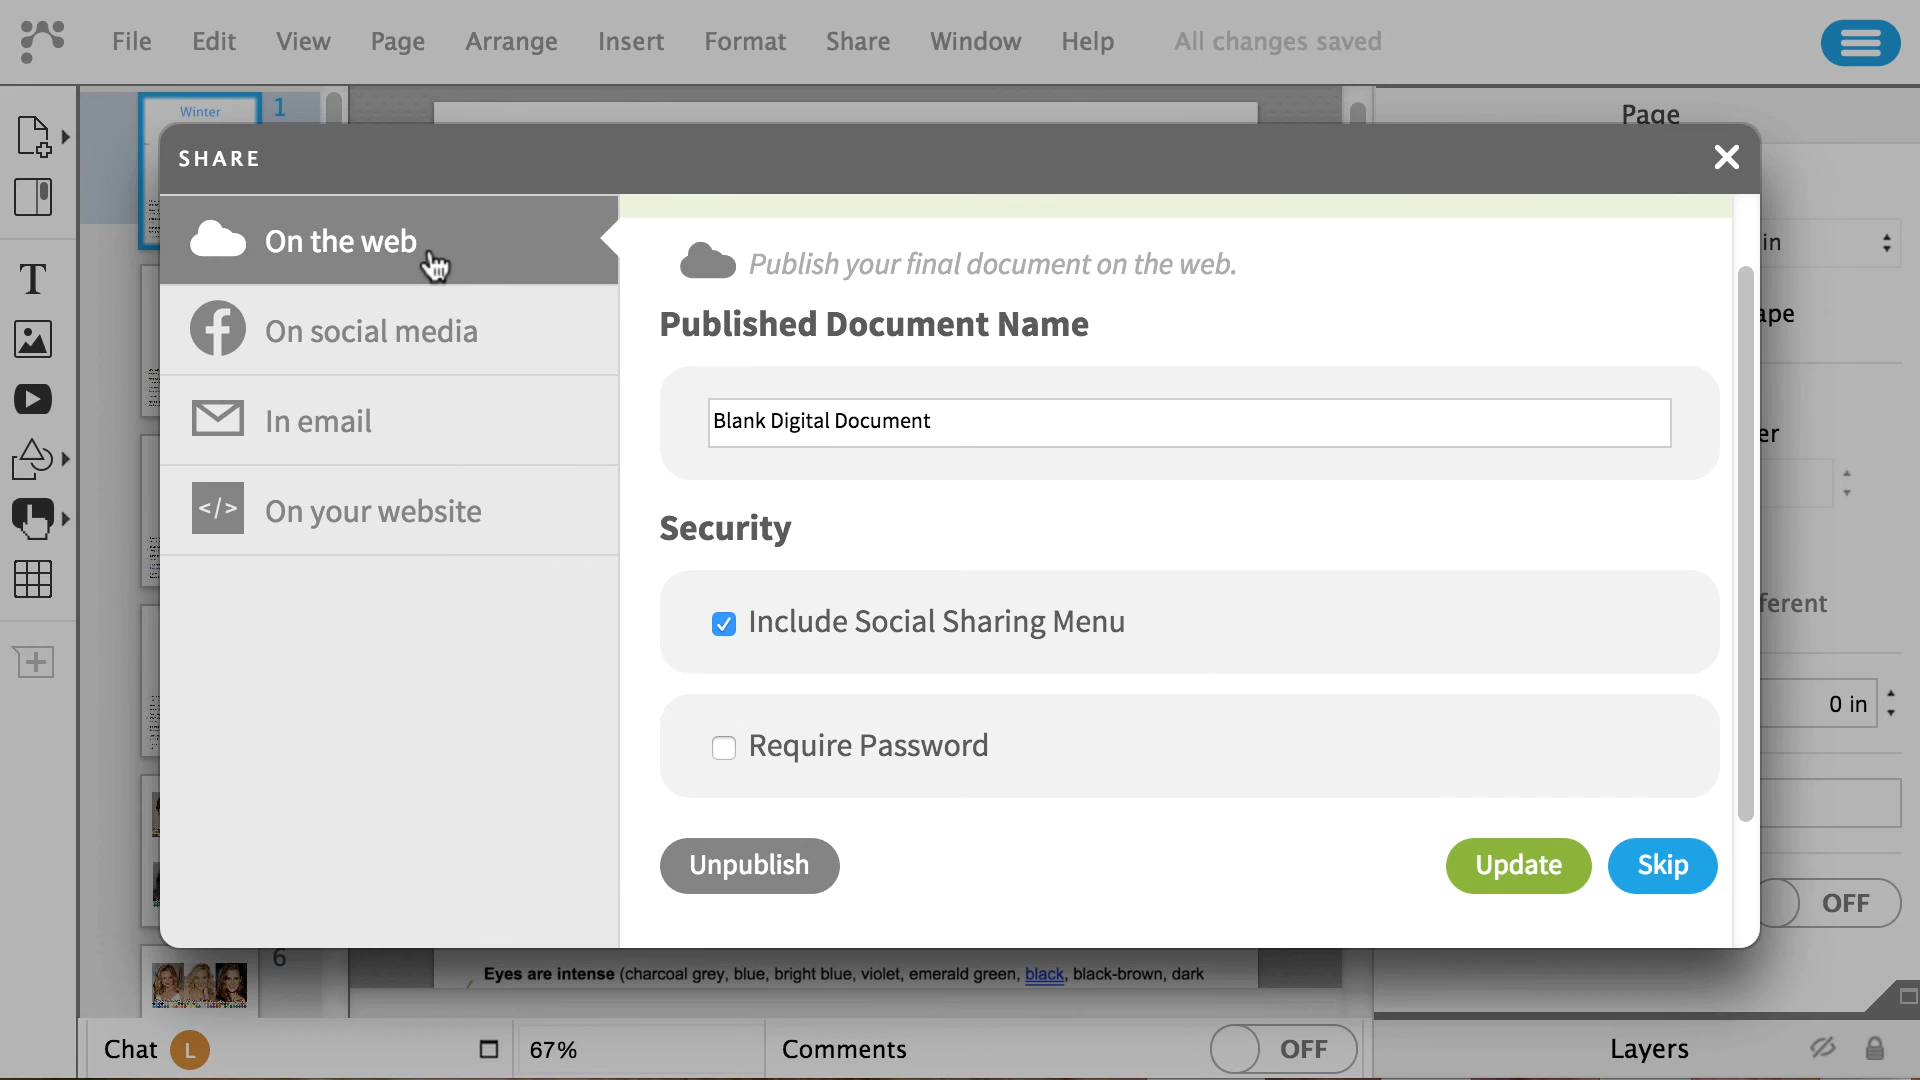 File Edit View Page Arrange Insert Format Share Window Help All changes saved
Winter
1
Page
SHARE
On the web
On social media
In email
</> On your website
Publish your final document on the web.
Published Document Name
Blank Digital Document
Security
Include Social Sharing Menu
Require Password
Unpublish Update Skip
in
ape
er
ferent
0 in
OFF
T
6
Eyes are intense (charcoal grey, blue, bright blue, violet, emerald green, black, black-brown, dark
Chat L 67% Comments OFF Layers